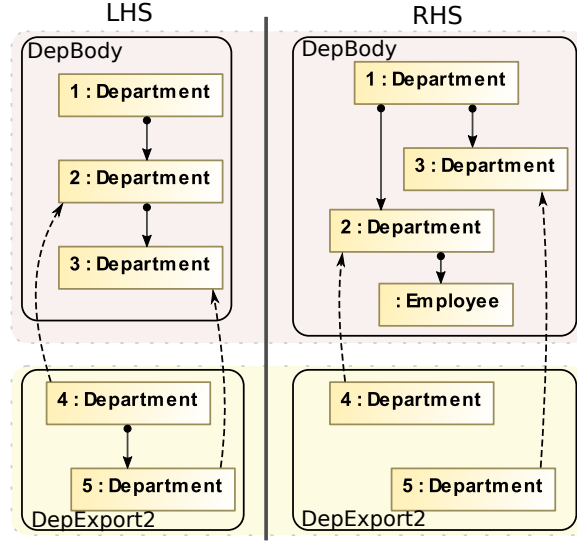 LHS
DepBody
1 : Department
2 : Department
3 : Department
4 : Department
5 : Department
DepExport2
RHS
DepBody
1 : Department
3 : Department
2 : Department
: Employee
4 : Department
5 : Department
DepExport2